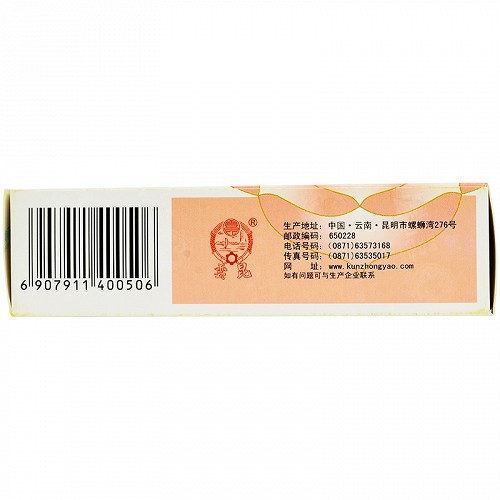 ®
生产地址: 中国·云南·昆明市螺蛳湾276号
邮政编码: 650228
电话号码: (0871)63573168
传真号码: (0871)63535017
网 址: www.kunzhongyao.com
如有问题可与生产企业联系
6 907911 400506